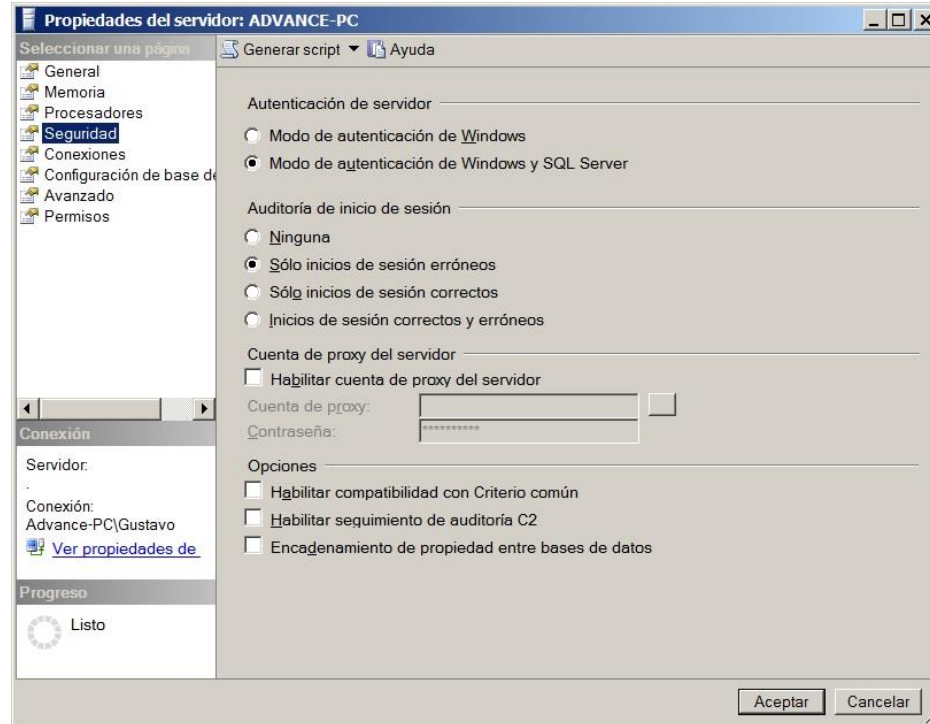 Propiedades del servidor: ADVANCE-PC
Seleccionar una página
General
Memoria
Procesadores
Seguridad
Conexiones
Configuración de base de
Avanzado
Permisos
Conexión
Servidor:
.
Conexión:
Advance-PC\Gustavo
Ver propiedades de
Progreso
Listo
Generar script Ayuda
Autenticación de servidor
Modo de autenticación de Windows
Modo de autenticación de Windows y SQL Server
Auditoría de inicio de sesión
Ninguna
Sólo inicios de sesión erróneos
Sólo inicios de sesión correctos
Inicios de sesión correctos y erróneos
Cuenta de proxy del servidor
Habilitar cuenta de proxy del servidor
Cuenta de proxy:
Contraseña: **********
Opciones
Habilitar compatibilidad con Criterio común
Habilitar seguimiento de auditoría C2
Encadenamiento de propiedad entre bases de datos
Aceptar Cancelar